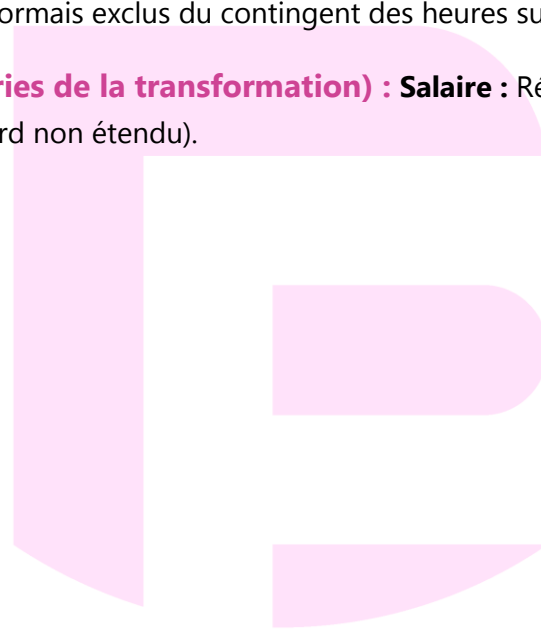 ormais exclus du contingent des heures su
ries de la transformation) : Salaire : Ré
rd non étendu).